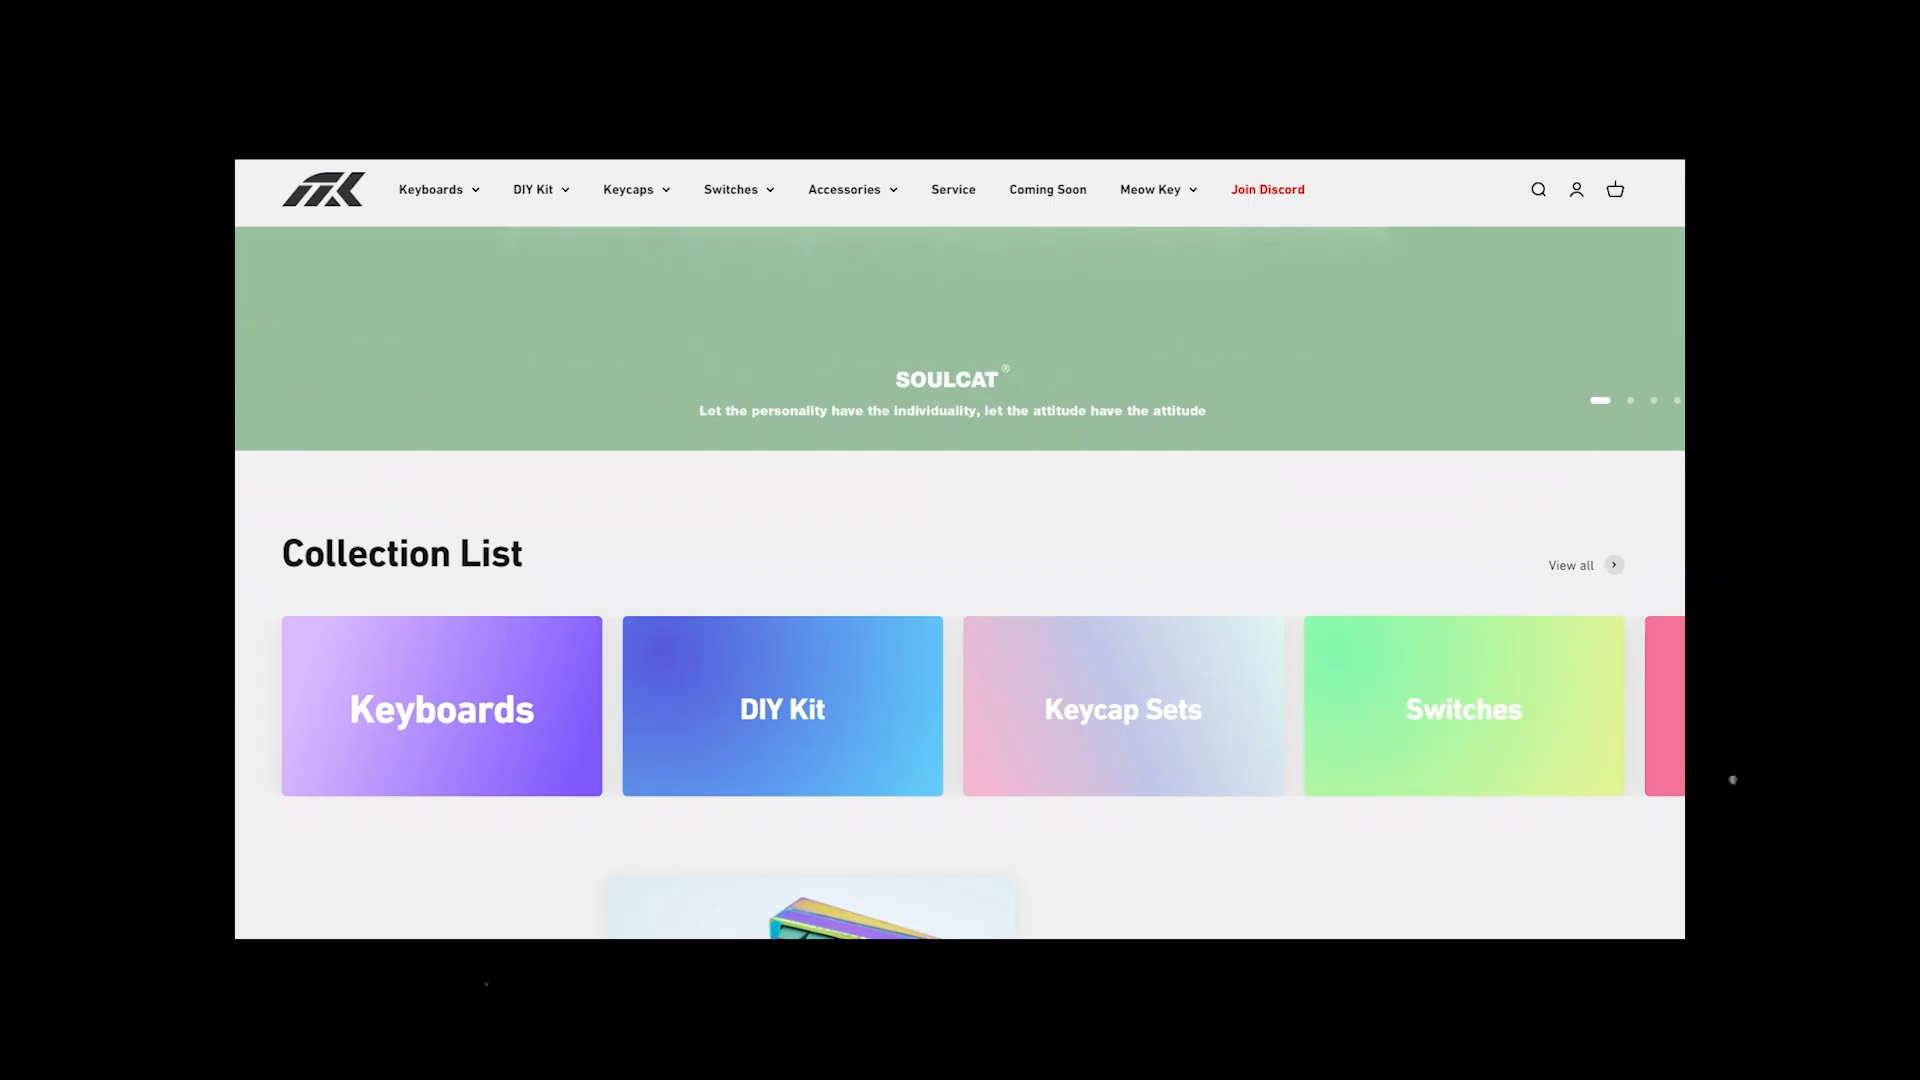 Keyboards DIY Kit Keycaps Switches Accessories Service Coming Soon Meow Key Join Discord
SOULCAT®
Let the personality have the individuality, let the attitude have the attitude
Collection List
View all
Keyboards DIY Kit Keycap Sets Switches